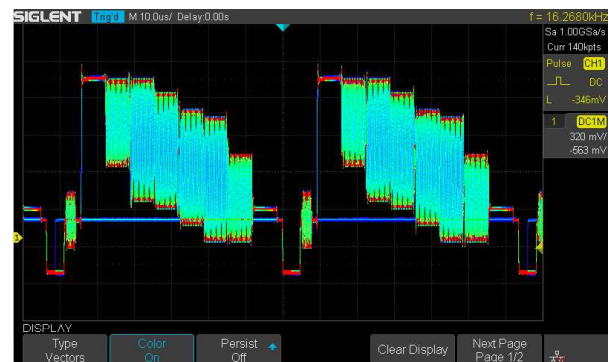 SIGLENT Trig'd M 10.0us/ Delay:0.00s f = 16.2680kHz
Sa 1.00GSa/s
Curr 140kpts
Pulse CH1
DC
L -346mV
1 DC1M
320 mV/
-563 mV
1
DISPLAY
Type Color Persist Clear Display Next Page
Vectors On Off Page 1/2